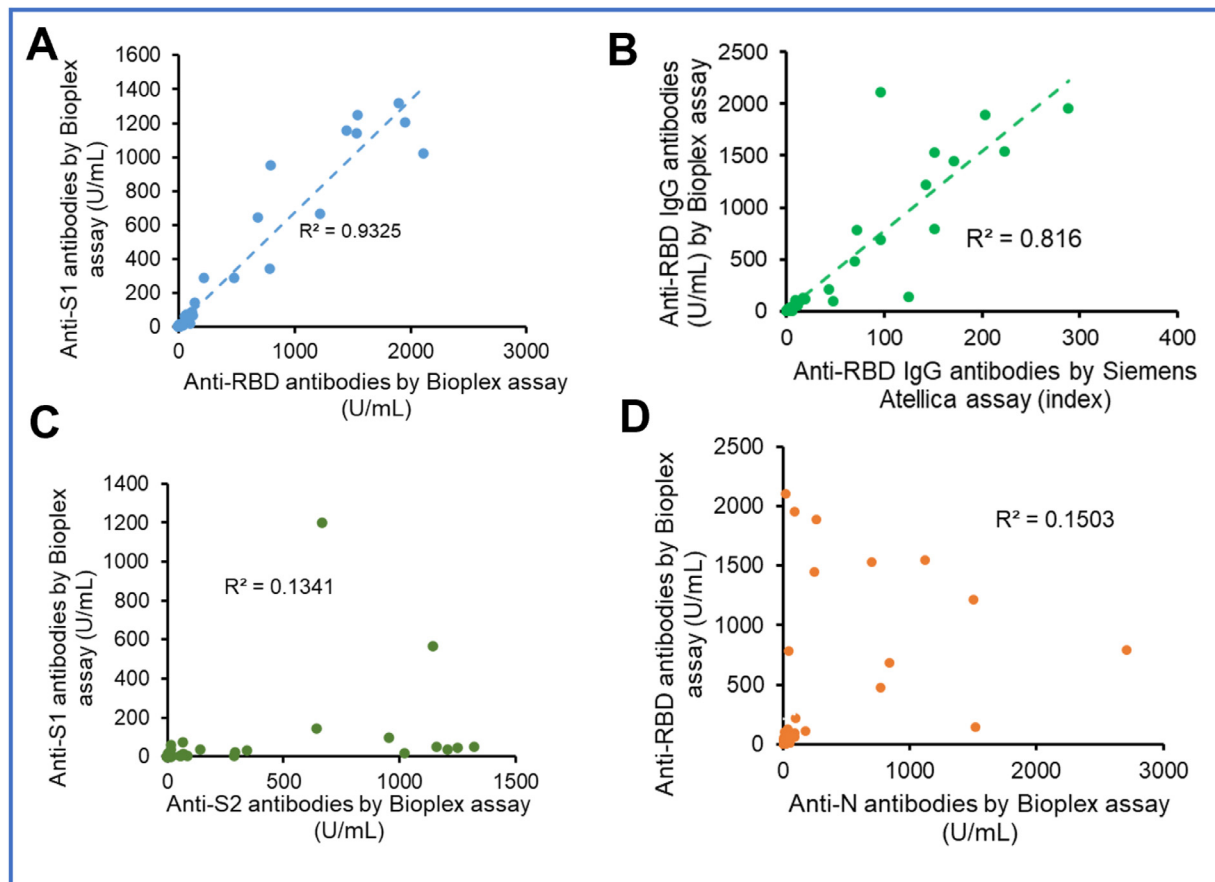 A
Anti-S1 antibodies by Bioplex
assay (U/mL)
1600
1400
1200
1000
800
600
400
200
0
R² = 0.9325
0
1000
2000
3000
Anti-RBD antibodies by Bioplex assay
(U/mL)
B
Anti-RBD IgG antibodies
(U/mL) by Bioplex assay
2500
2000
1500
1000
500
0
R² = 0.816
0
100
200
300
400
Anti-RBD IgG antibodies by Siemens
Atellica assay (index)
C
Anti-S1 antibodies by Bioplex
assay (U/mL)
1400
1200
1000
800
600
400
200
0
R² = 0.1341
0
500
1000
1500
Anti-S2 antibodies by Bioplex assay
(U/mL)
D
Anti-RBD antibodies by Bioplex
assay (U/mL)
2500
2000
1500
1000
500
0
R² = 0.1503
0
1000
2000
3000
Anti-N antibodies by Bioplex assay
(U/mL)